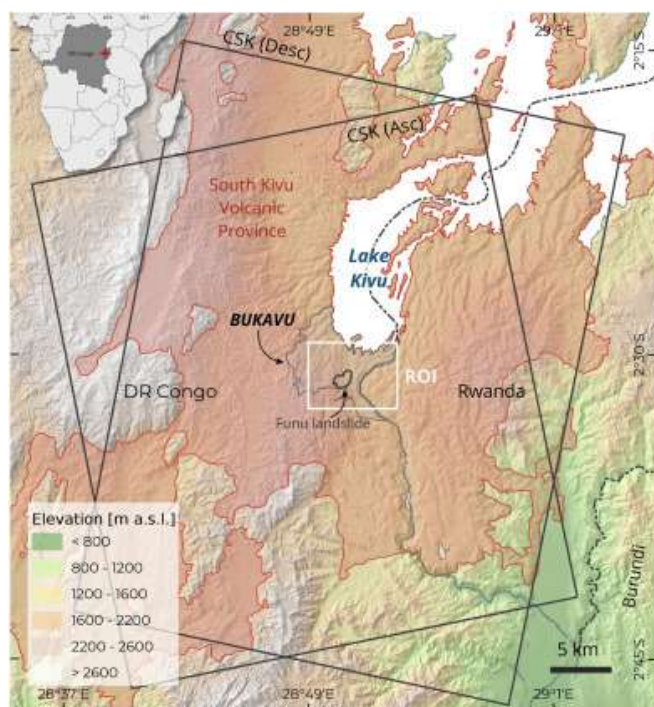 28°49'E
29°1'E
2°15'S
CSK (Desc)
CSK (Asc)
South Kivu
Volcanic
Province
Lake
Kivu
BUKAVU
2°30'S
ROI
DR Congo
Rwanda
Funu landslide
Elevation [m a.s.l.]
< 800
800 - 1200
1200 - 1600
1600 - 2200
2200 - 2600
> 2600
Burundi
5 km
2°45'S
28°37'E
28°49'E
29°1'E